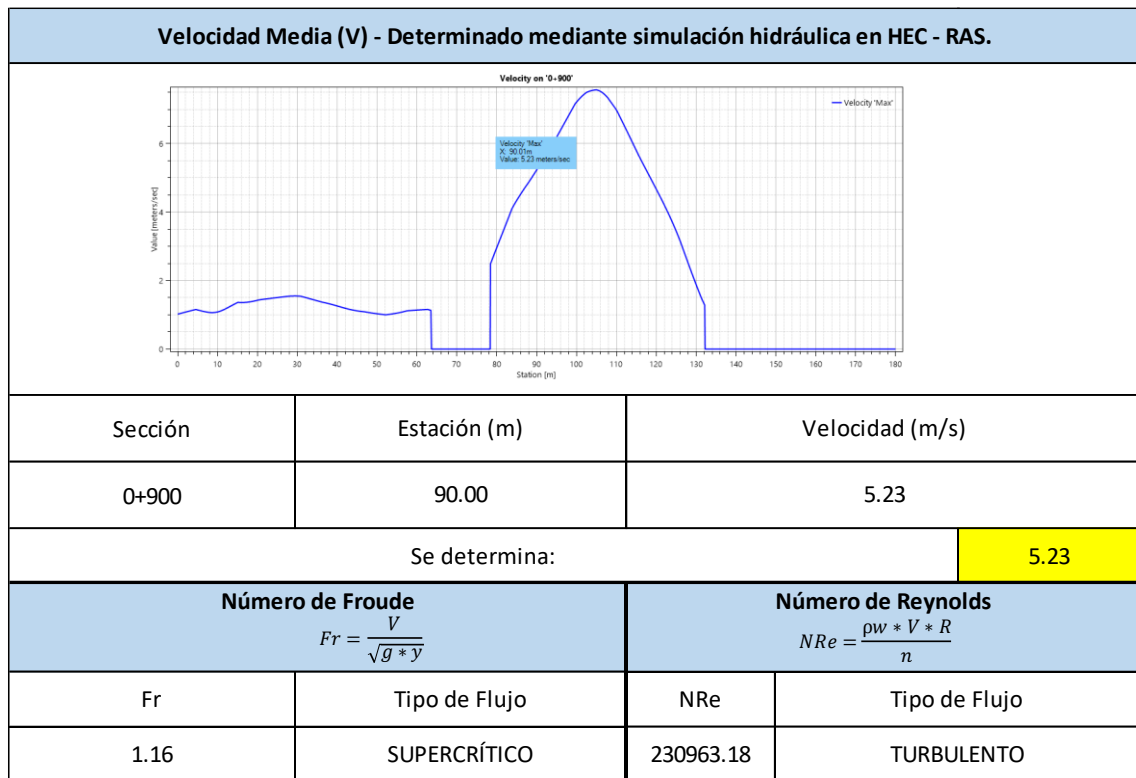 Velocidad Media (V) - Determinado mediante simulación hidráulica en HEC - RAS.
Velocity on '0+900'
Velocity 'Max'
Velocity 'Max'
X: 90.01m
Value: 5.23 meters/sec
Value [meters/sec]
6
4
2
0
0 10 20 30 40 50 60 70 80 90 100 110 120 130 140 150 160 170 180
Station [m]
Sección Estación (m) Velocidad (m/s)
0+900 90.00 5.23
Se determina: 5.23
Número de Froude Número de Reynolds
Fr = V / √g * y NRe = ρw * V * R / n
Fr Tipo de Flujo NRe Tipo de Flujo
1.16 SUPERCRÍTICO 230963.18 TURBULENTO